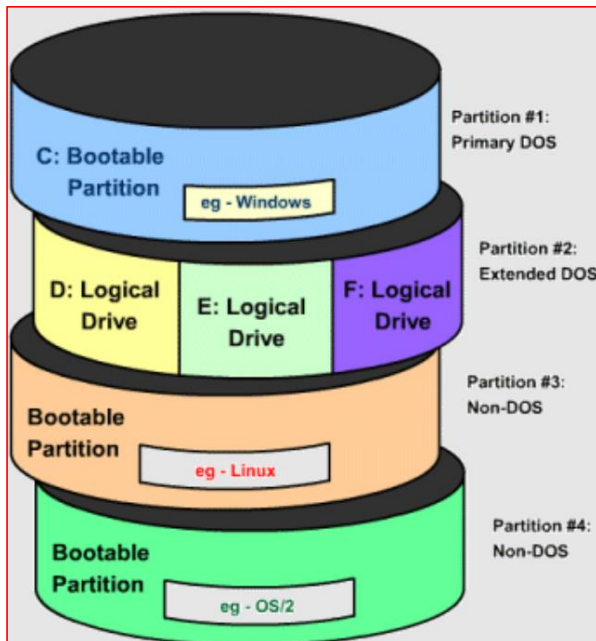 Partition #1:
Primary DOS
C: Bootable
Partition
eg - Windows
Partition #2:
Extended DOS
D: Logical
Drive
E: Logical
Drive
F: Logical
Drive
Partition #3:
Non-DOS
Bootable
Partition
eg - Linux
Partition #4:
Non-DOS
Bootable
Partition
eg - OS/2